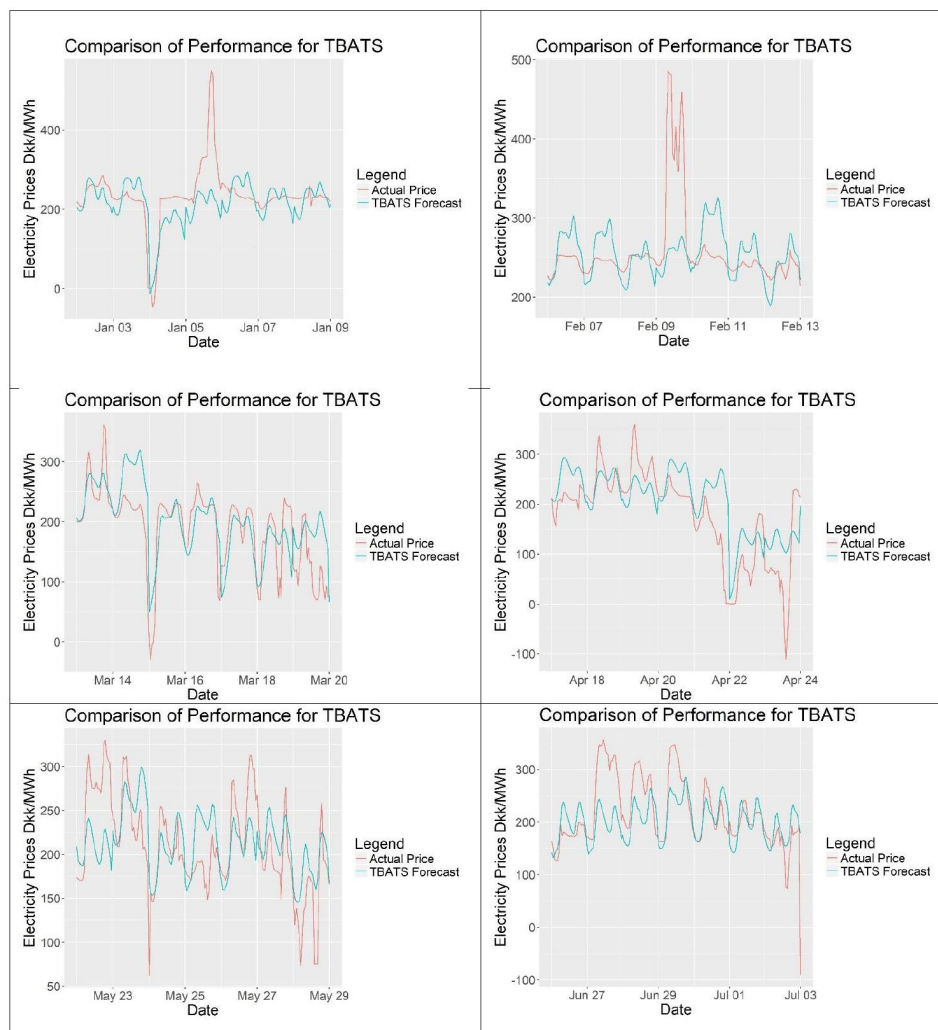 Comparison of Performance for TBATS
Electricity Prices Dkk/MWh
400
200
0
Jan 03 Jan 05 Jan 07 Jan 09
Date
Legend
Actual Price
TBATS Forecast
Comparison of Performance for TBATS
Electricity Prices Dkk/MWh
500
400
300
200
Feb 07 Feb 09 Feb 11 Feb 13
Date
Legend
Actual Price
TBATS Forecast
Comparison of Performance for TBATS
Electricity Prices Dkk/MWh
300
200
100
0
Mar 14 Mar 16 Mar 18 Mar 20
Date
Legend
Actual Price
TBATS Forecast
Comparison of Performance for TBATS
Electricity Prices Dkk/MWh
300
200
100
0
-100
Apr 18 Apr 20 Apr 22 Apr 24
Date
Legend
Actual Price
TBATS Forecast
Comparison of Performance for TBATS
Electricity Prices Dkk/MWh
300
250
200
150
100
50
May 23 May 25 May 27 May 29
Date
Legend
Actual Price
TBATS Forecast
Comparison of Performance for TBATS
Electricity Prices Dkk/MWh
300
200
100
0
-100
Jun 27 Jun 29 Jul 01 Jul 03
Date
Legend
Actual Price
TBATS Forecast